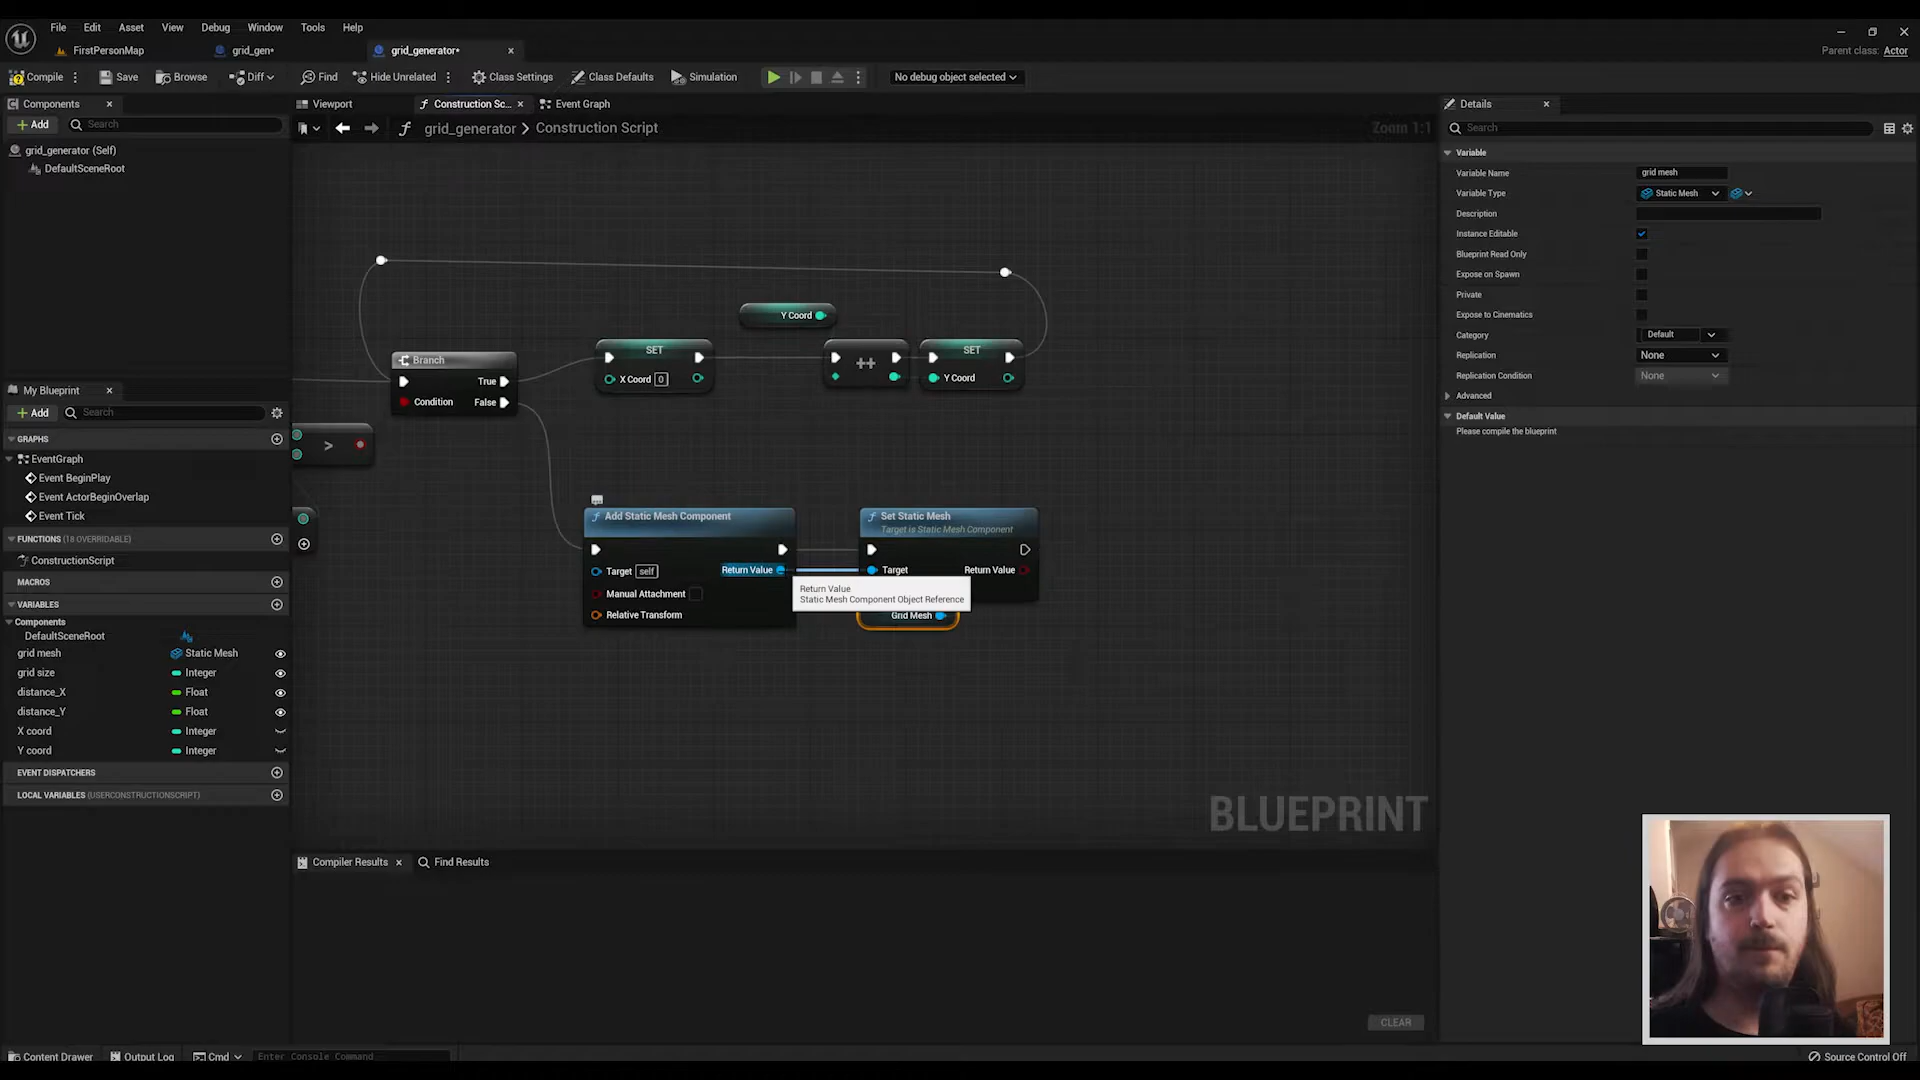 File Edit Asset View Debug Window Tools Help
FirstPersonMap grid_gen* grid_generator*
Parent class: Actor
Compile Save Browse Diff Find Hide Unrelated Class Settings Class Defaults Simulation No debug object selected
Components
Add Search
grid_generator (Self)
DefaultSceneRoot
My Blueprint
Add Search
GRAPHS
EventGraph
Event BeginPlay
Event ActorBeginOverlap
Event Tick
FUNCTIONS (18 OVERRIDABLE)
ConstructionScript
MACROS
VARIABLES
Components
DefaultSceneRoot
grid mesh Static Mesh
grid size Integer
distance_X Float
distance_Y Float
X coord Integer
Y coord Integer
EVENT DISPATCHERS
LOCAL VARIABLES (USERCONSTRUCTIONSCRIPT)
Viewport Construction Sc... Event Graph
grid_generator > Construction Script
Zoom 1:1
Y Coord
Branch
True
Condition False
SET
X Coord 0
++
SET
Y Coord
>
Add Static Mesh Component
Target self Return Value
Manual Attachment
Relative Transform
Set Static Mesh
Target is Static Mesh Component
Target Return Value
Return Value
Static Mesh Component Object Reference
Grid Mesh
BLUEPRINT
Compiler Results Find Results
CLEAR
Details
Search
Variable
Variable Name grid mesh
Variable Type Static Mesh
Description
Instance Editable
Blueprint Read Only
Expose on Spawn
Private
Expose to Cinematics
Category Default
Replication None
Replication Condition None
Advanced
Default Value
Please compile the blueprint
Content Drawer Output Log Cmd Enter Console Command Source Control Off